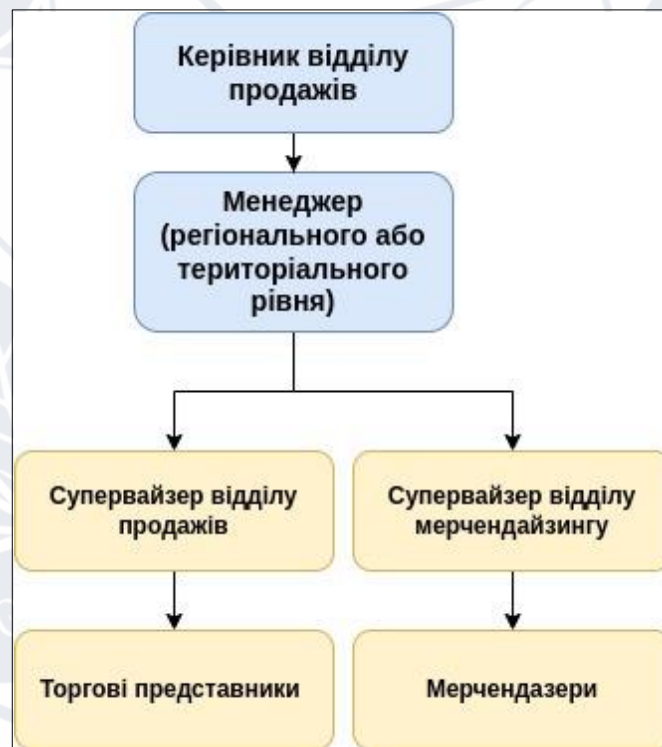 Керівник відділу
продажів
Менеджер
(регіонального або
територіального
рівня)
Супервайзер відділу
продажів
Супервайзер відділу
мерчендайзингу
Торгові представники
Мерчендазери